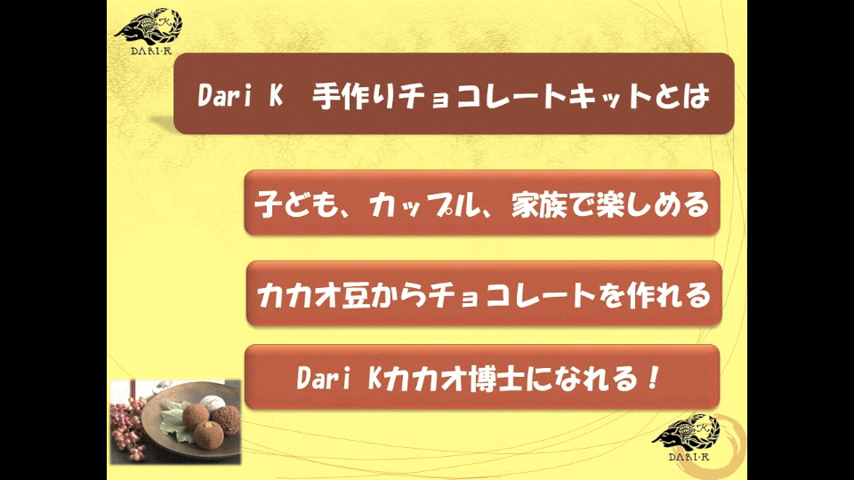 DARI·K
Dari K 手作りチョコレートキットとは
子ども、カップル、家族で楽しめる
カカオ豆からチョコレートを作れる
Dari Kカカオ博士になれる！
DARI·K